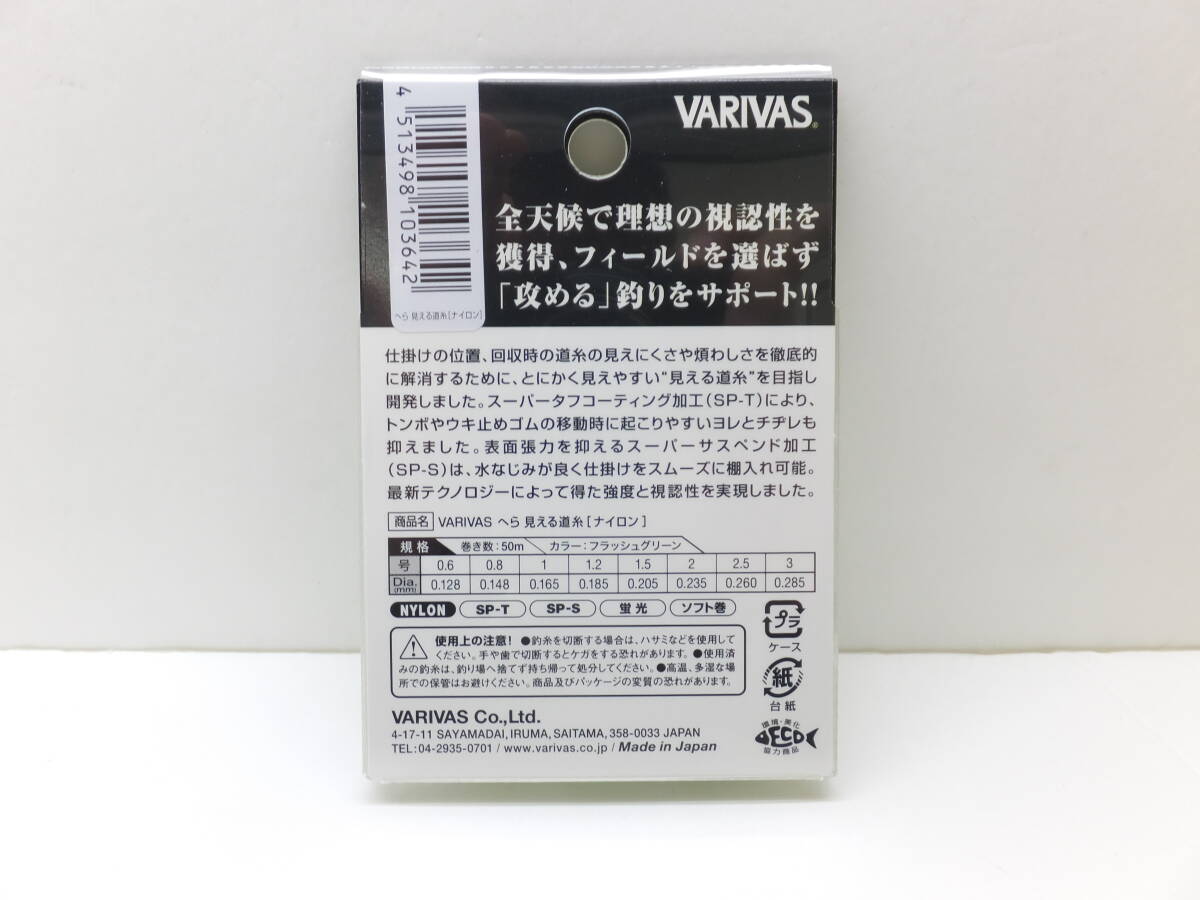 VARIVAS®
4 513498 103642
へら 見える道糸[ナイロン]
全天候で理想の視認性を
獲得、フィールドを選ばず
「攻める」釣りをサポート!!
仕掛けの位置、回収時の道糸の見えにくさや煩わしさを徹底的
に解消するために、とにかく見えやすい“見える道糸”を目指し
開発しました。スーパータフコーティング加工(SP-T)により、
トンボやウキ止めゴムの移動時に起こりやすいヨレとチヂレも
抑えました。表面張力を抑えるスーパーサスペンド加工
(SP-S)は、水なじみが良く仕掛けをスムーズに棚入れ可能。
最新テクノロジーによって得た強度と視認性を実現しました。
商品名 VARIVAS へら 見える道糸[ナイロン]
規格 巻き数:50m カラー:フラッシュグリーン
号 0.6 0.8 1 1.2 1.5 2 2.5 3
Dia.(mm) 0.128 0.148 0.165 0.185 0.205 0.235 0.260 0.285
NYLON SP-T SP-S 蛍光 ソフト巻
使用上の注意! ●釣糸を切断する場合は、ハサミなどを使用して
ください。手や歯で切断するとケガをする恐れがあります。●使用済
みの釣糸は、釣り場へ捨てず持ち帰って処分してください。●高温、多湿な場
所での保管はお避けください。商品及びパッケージの変質の恐れがあります。
プラ
ケース
紙
台紙
環境・美化
ECO
協力商品
VARIVAS Co.,Ltd.
4-17-11 SAYAMADAI, IRUMA, SAITAMA, 358-0033 JAPAN
TEL:04-2935-0701 / www.varivas.co.jp / Made in Japan